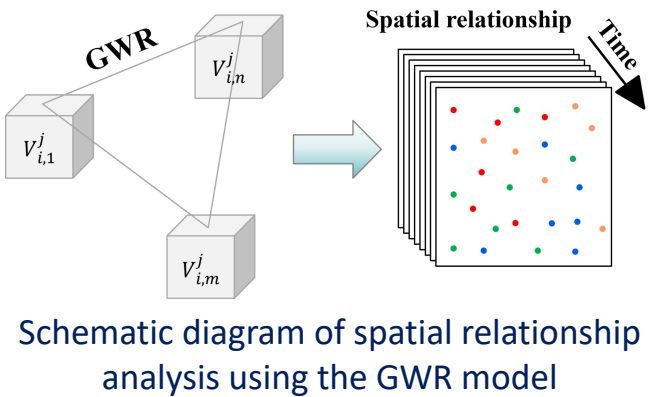 GWR
V^j_{i,n}
V^j_{i,1}
V^j_{i,m}
Spatial relationship
Time
Schematic diagram of spatial relationship
analysis using the GWR model